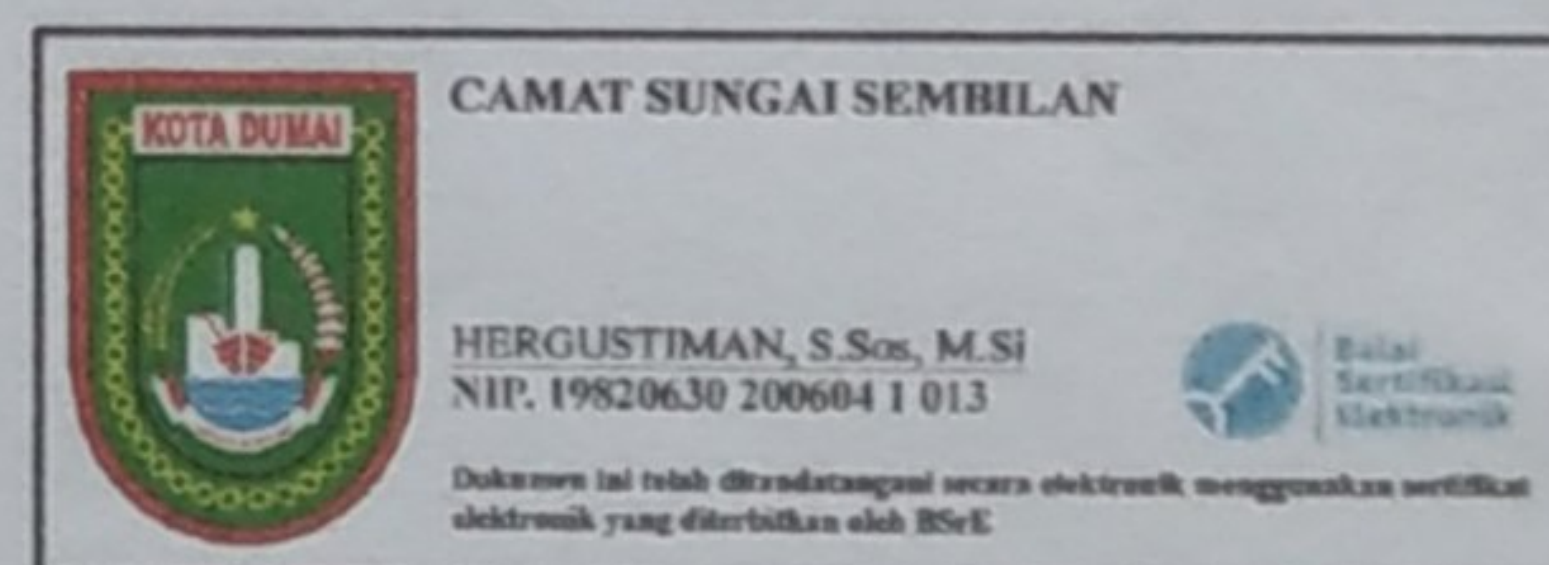 CAMAT SUNGAI SEMBILAN
KOTA DUMAI
HERGUSTIMAN, S.Sos, M.Si
NIP. 19820630 200604 1 013
Balai
Sertifikasi
Elektronik
Dokumen ini telah ditandatangani secara elektronik menggunakan sertifikat
elektronik yang diterbitkan oleh BSrE